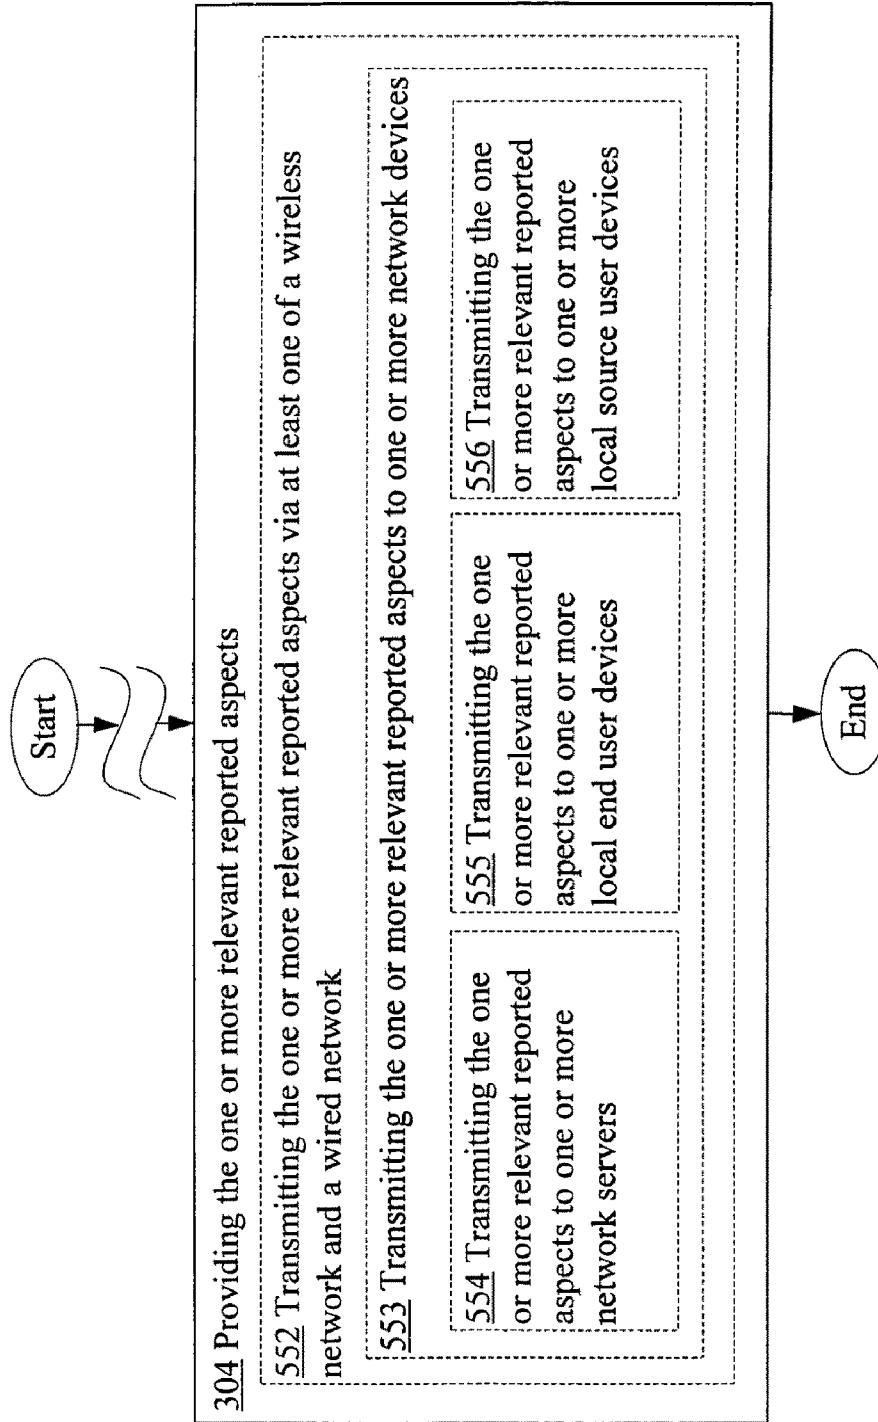 Start
304 Providing the one or more relevant reported aspects
552 Transmitting the one or more relevant reported aspects via at least one of a wireless
network and a wired network
553 Transmitting the one or more relevant reported aspects to one or more network devices
554 Transmitting the one
or more relevant reported
aspects to one or more
network servers
555 Transmitting the one
or more relevant reported
aspects to one or more
local end user devices
556 Transmitting the one
or more relevant reported
aspects to one or more
local source user devices
End